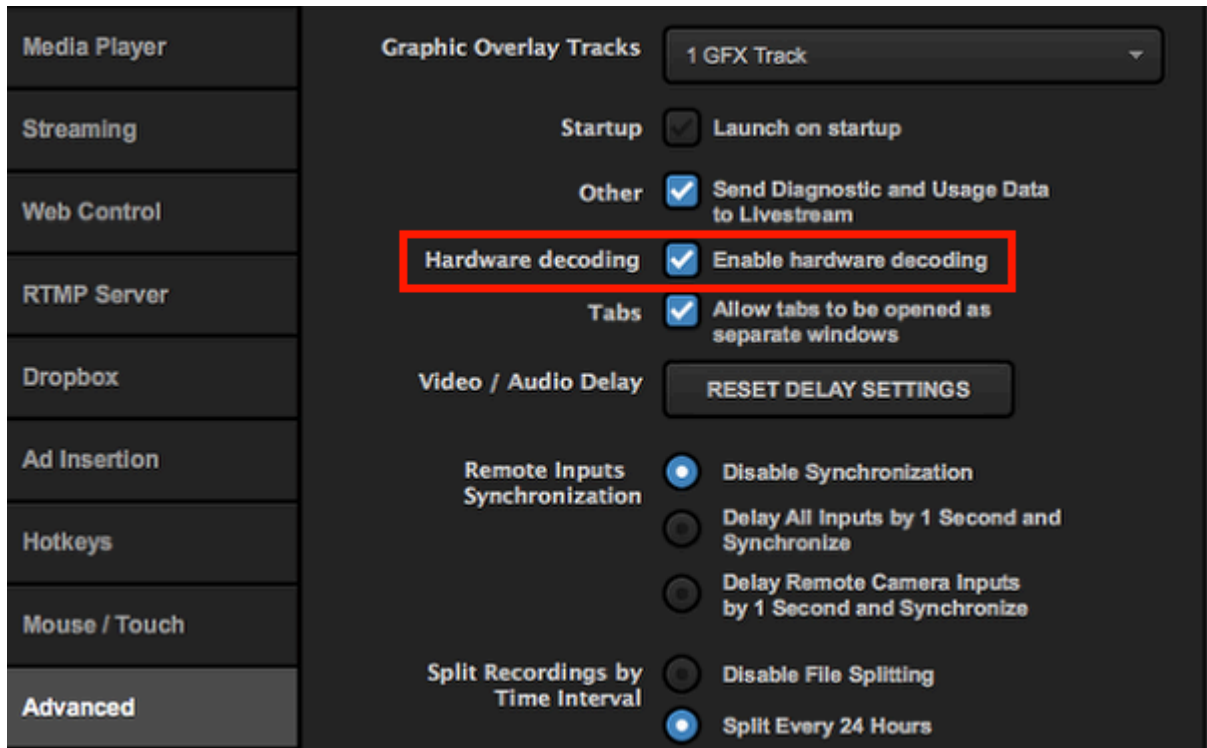 Media Player
Streaming
Web Control
RTMP Server
Dropbox
Ad Insertion
Hotkeys
Mouse / Touch
Advanced
Graphic Overlay Tracks
1 GFX Track
Startup
Launch on startup
Other
Send Diagnostic and Usage Data
to Livestream
Hardware decoding
Enable hardware decoding
Tabs
Allow tabs to be opened as
separate windows
Video / Audio Delay
RESET DELAY SETTINGS
Remote Inputs
Synchronization
Disable Synchronization
Delay All Inputs by 1 Second and
Synchronize
Delay Remote Camera Inputs
by 1 Second and Synchronize
Split Recordings by
Time Interval
Disable File Splitting
Split Every 24 Hours